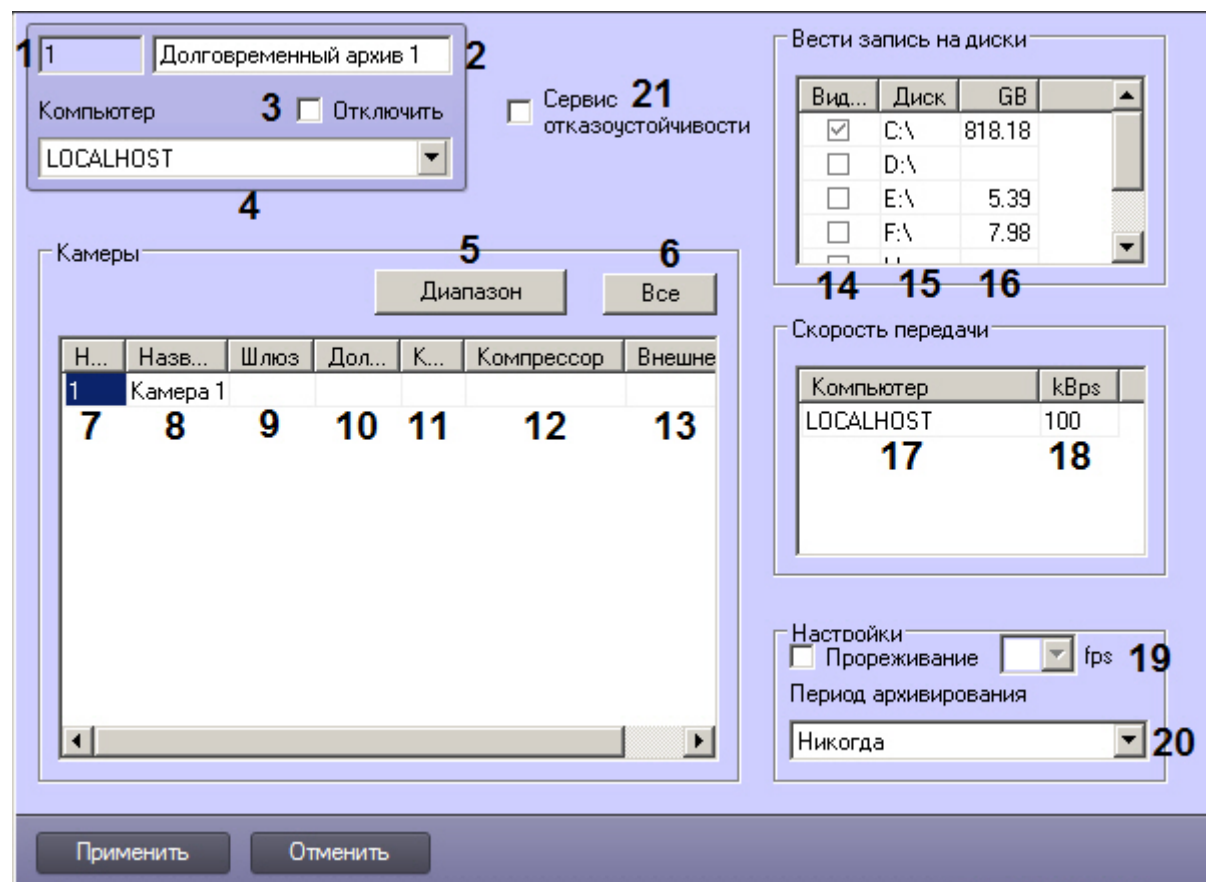 1 1 Долговременный архив 1 2
Компьютер 3 Отключить
LOCALHOST
4
Сервис 21
отказоустойчивости
Вести запись на диски
Вид... Диск GB
C:\ 818.18
D:\
E:\ 5.39
F:\ 7.98
14 15 16
Камеры
5 6
Диапазон Все
Н... Назв... Шлюз Дол... К... Компрессор Внешне
1 Камера 1
7 8 9 10 11 12 13
Скорость передачи
Компьютер kBps
LOCALHOST 100
17 18
Настройки
Прореживание fps 19
Период архивирования
Никогда 20
Применить Отменить